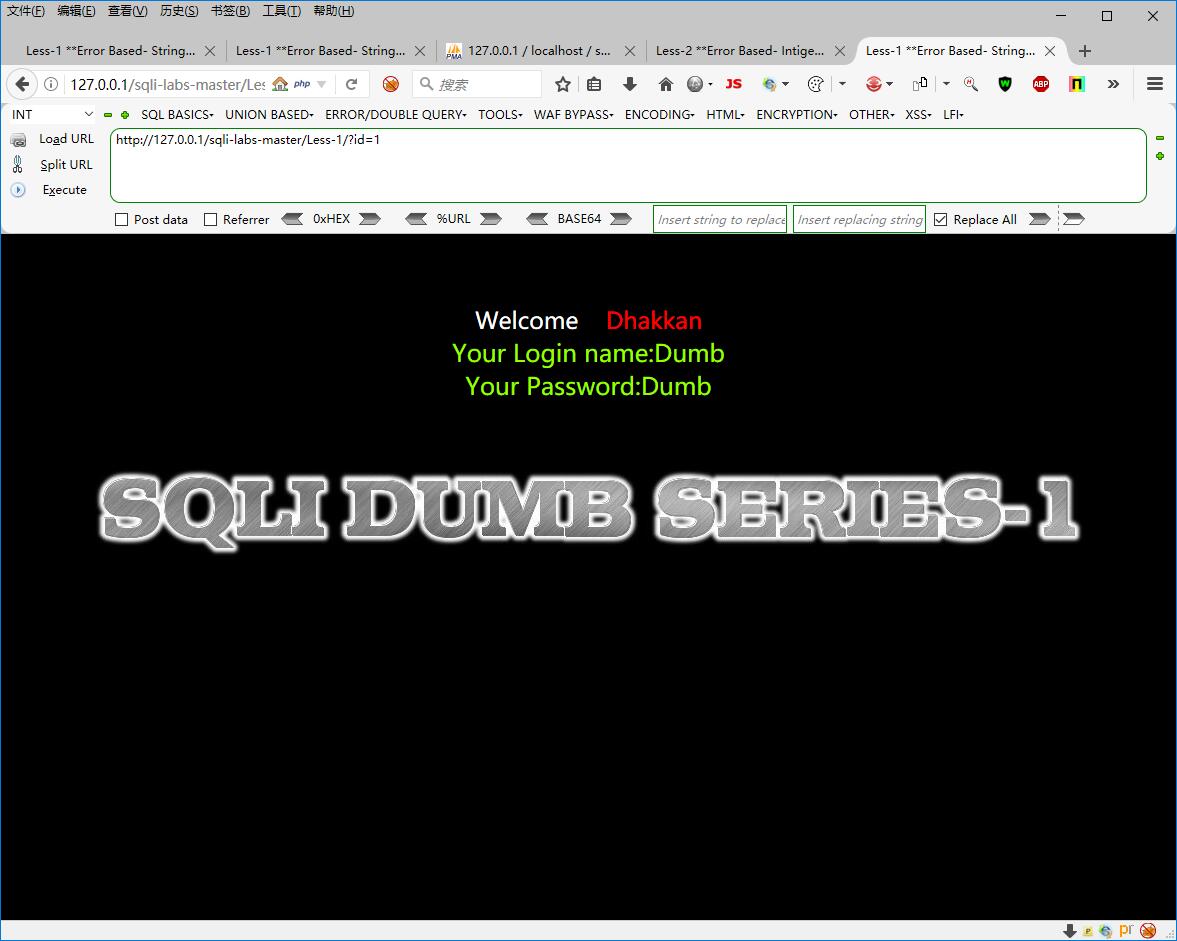 文件(F) 编辑(E) 查看(V) 历史(S) 书签(B) 工具(T) 帮助(H)
Less-1 **Error Based- String... Less-1 **Error Based- String... PMA 127.0.0.1 / localhost / s... Less-2 **Error Based- Intige... Less-1 **Error Based- String...
127.0.0.1/sqli-labs-master/Les php 搜索 JS W ABP
INT SQL BASICS UNION BASED ERROR/DOUBLE QUERY TOOLS WAF BYPASS ENCODING HTML ENCRYPTION OTHER XSS LFI
Load URL http://127.0.0.1/sqli-labs-master/Less-1/?id=1
Split URL
Execute
Post data Referrer 0xHEX %URL BASE64 Insert string to replace Insert replacing string Replace All
Welcome Dhakkan
Your Login name:Dumb
Your Password:Dumb
SQLI DUMB SERIES-1
P pr